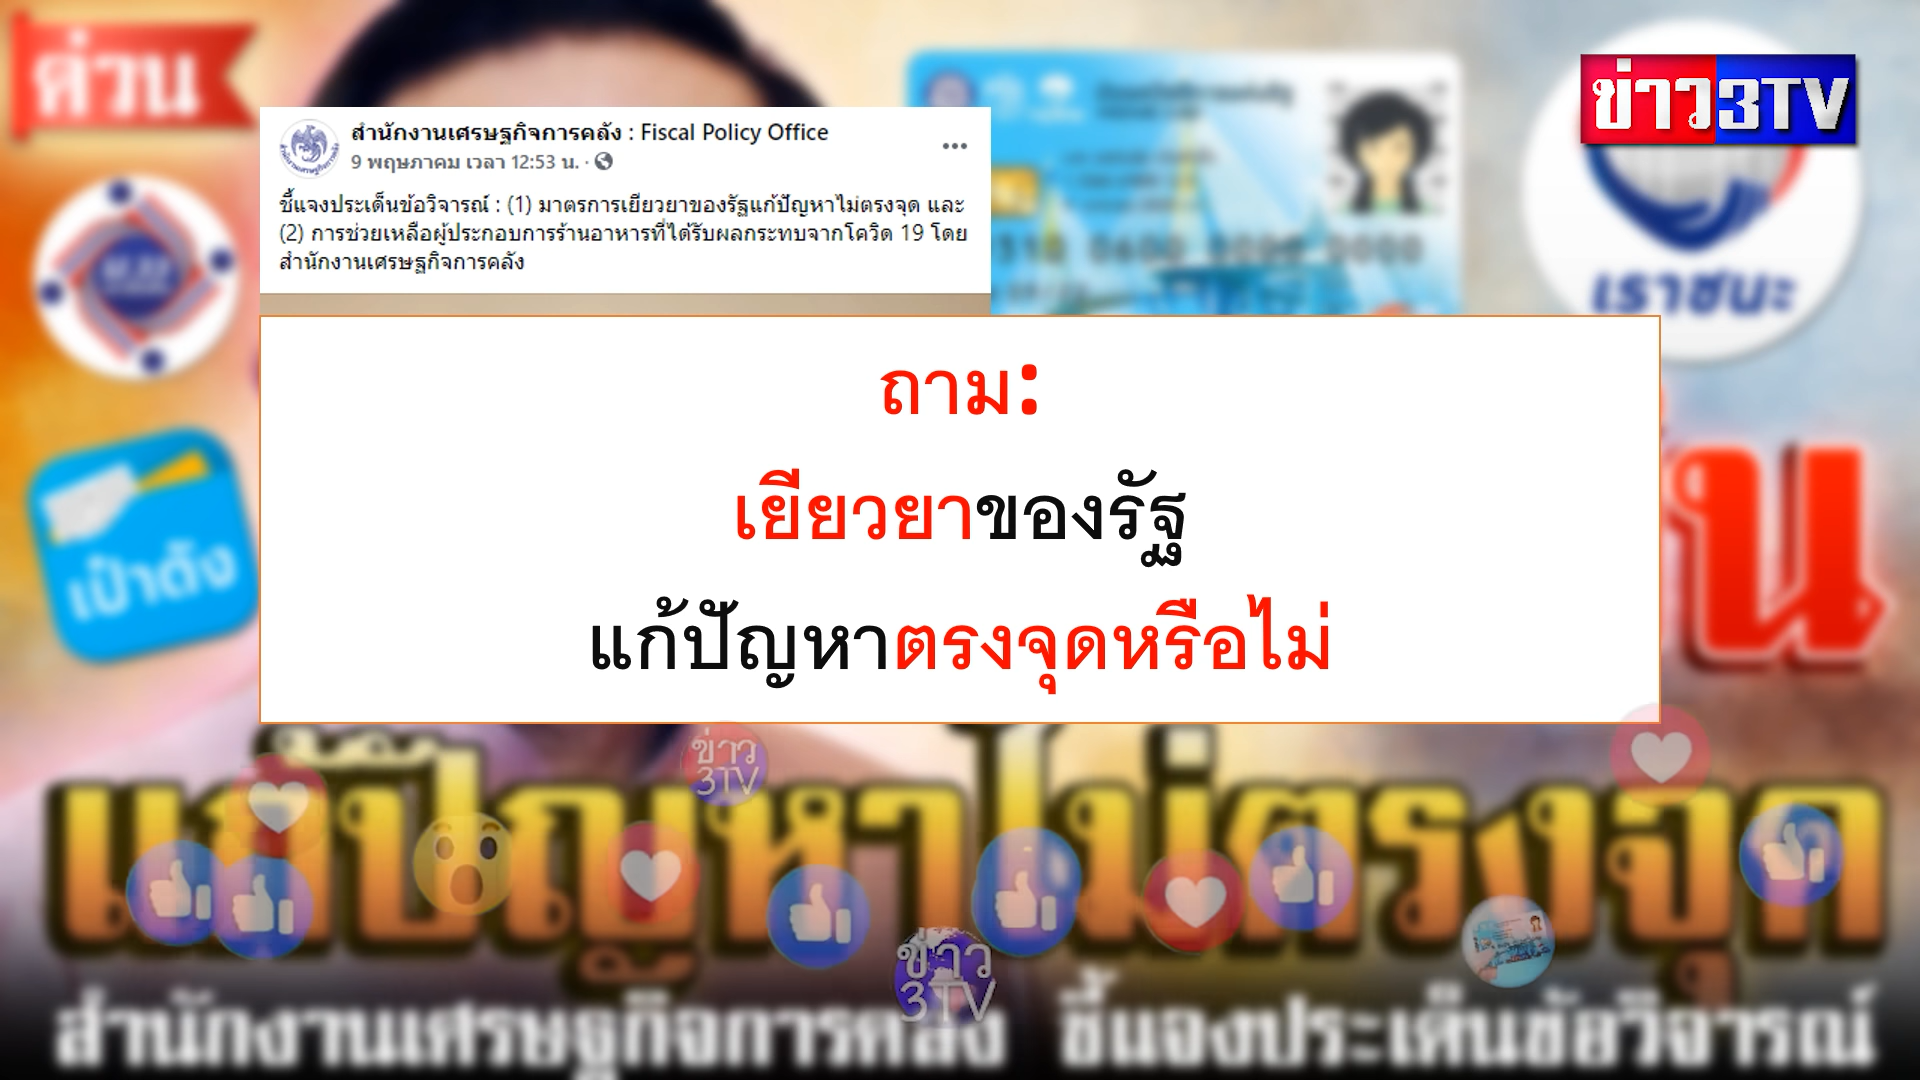 ด่วน
ข่าว3TV
สำนักงานเศรษฐกิจการคลัง : Fiscal Policy Office
9 พฤษภาคม เวลา 12:53 น. ·
ชี้แจงประเด็นข้อวิจารณ์ : (1) มาตรการเยียวยาของรัฐแก้ปัญหาไม่ตรงจุด และ
(2) การช่วยเหลือผู้ประกอบการร้านอาหารที่ได้รับผลกระทบจากโควิด 19 โดย
สำนักงานเศรษฐกิจการคลัง
เราชนะ
ถาม:
เยียวยาของรัฐ
แก้ปัญหาตรงจุดหรือไม่
เป๋าตัง
น
ข่าว
3TV
แก้ปัญหาไม่ตรงจุด
ข่าว
3TV
สำนักงานเศรษฐกิจการคลัง ชี้แจงประเด็นข้อวิจารณ์